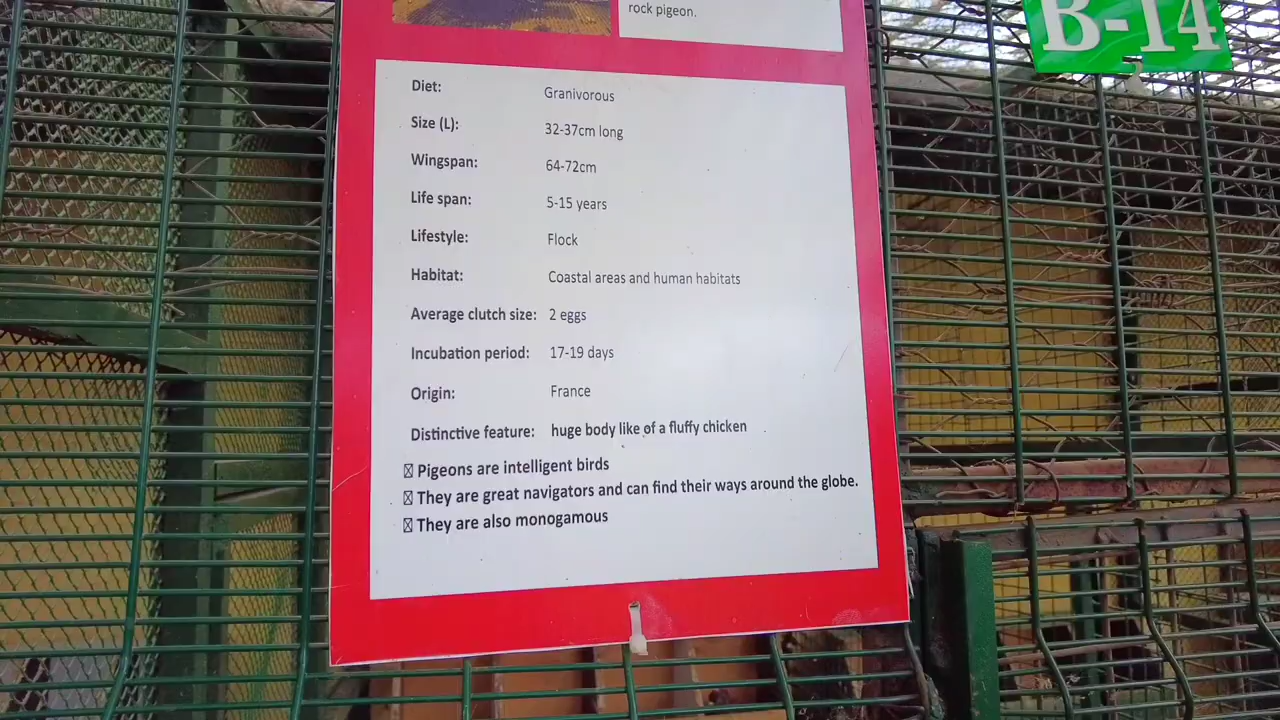 rock pigeon.
B-14
Diet: Granivorous
Size (L): 32-37cm long
Wingspan: 64-72cm
Life span: 5-15 years
Lifestyle: Flock
Habitat: Coastal areas and human habitats
Average clutch size: 2 eggs
Incubation period: 17-19 days
Origin: France
Distinctive feature: huge body like of a fluffy chicken
Pigeons are intelligent birds
They are great navigators and can find their ways around the globe.
They are also monogamous